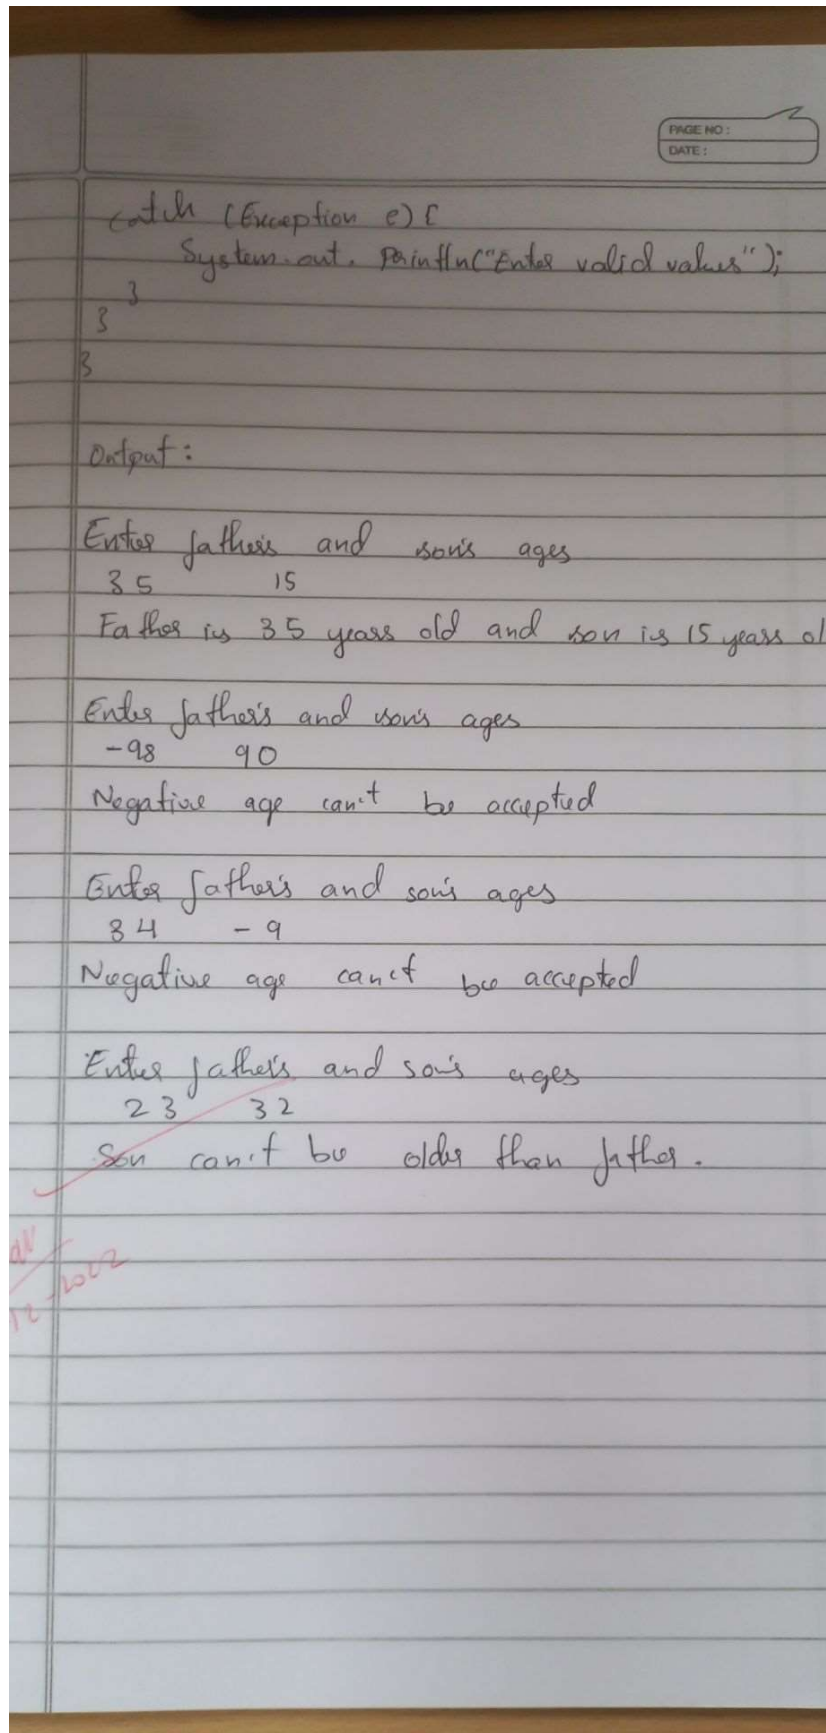 PAGE NO :
DATE :
catch (Exception e) {
System.out.println("Enter valid values");
}
}
}
Output :
Enter father's and son's ages
35 15
Father is 35 years old and son is 15 years ol
Enter father's and son's ages
-98 90
Negative age can't be accepted
Enter father's and son's ages
34 -9
Negative age can't be accepted
Enter father's and son's ages
23 32
Son can't be older than father.
12-2022